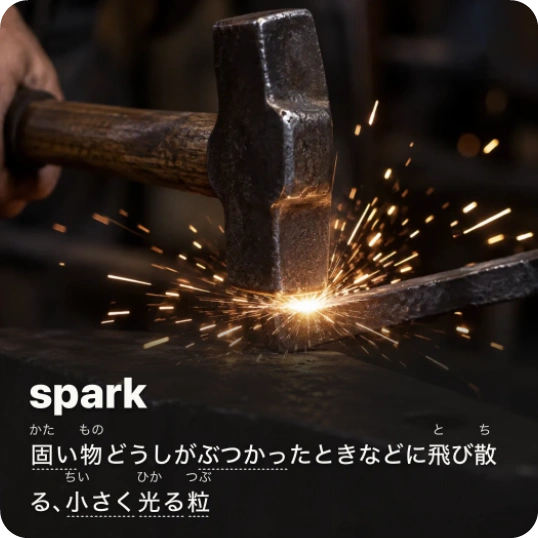 spark
かた もの と ち
固い物どうしがぶつかったときなどに飛び散
ちい ひか つぶ
る、小さく光る粒